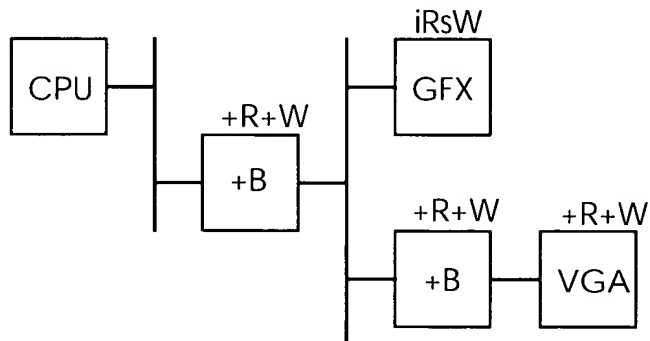 iRsW
CPU
GFX
+R+W
+B
+R+W
+R+W
+B
VGA